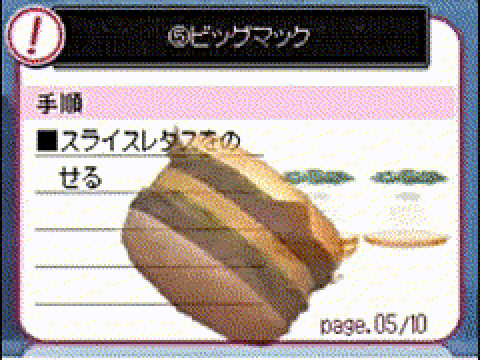 !
⑤ビッグマック
手順
■スライスレタスをの
せる
page.05/10